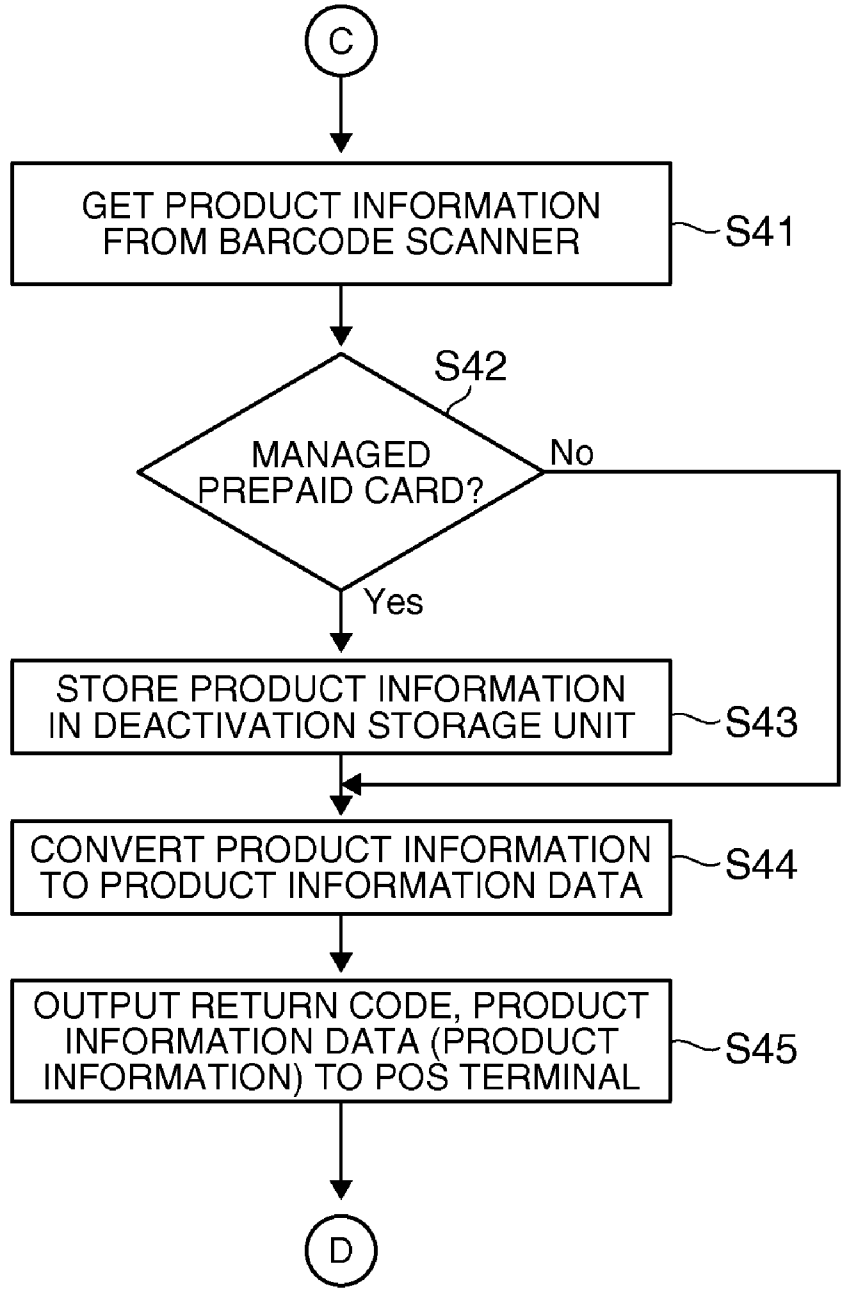 C
GET PRODUCT INFORMATION
FROM BARCODE SCANNER
S41
S42
MANAGED
PREPAID CARD?
No
Yes
STORE PRODUCT INFORMATION
IN DEACTIVATION STORAGE UNIT
S43
CONVERT PRODUCT INFORMATION
TO PRODUCT INFORMATION DATA
S44
OUTPUT RETURN CODE, PRODUCT
INFORMATION DATA (PRODUCT
INFORMATION) TO POS TERMINAL
S45
D